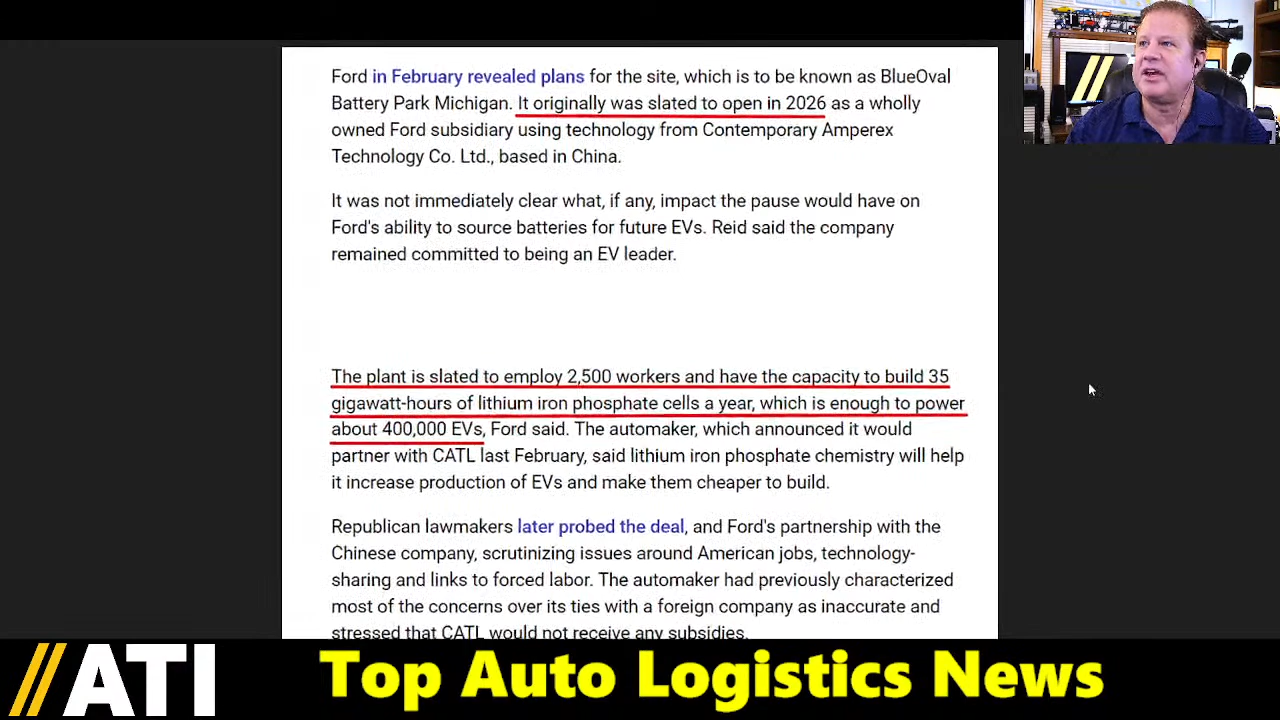 Ford in February revealed plans for the site, which is to be known as BlueOval
Battery Park Michigan. It originally was slated to open in 2026 as a wholly
owned Ford subsidiary using technology from Contemporary Amperex
Technology Co. Ltd., based in China.
It was not immediately clear what, if any, impact the pause would have on
Ford's ability to source batteries for future EVs. Reid said the company
remained committed to being an EV leader.
The plant is slated to employ 2,500 workers and have the capacity to build 35
gigawatt-hours of lithium iron phosphate cells a year, which is enough to power
about 400,000 EVs, Ford said. The automaker, which announced it would
partner with CATL last February, said lithium iron phosphate chemistry will help
it increase production of EVs and make them cheaper to build.
Republican lawmakers later probed the deal, and Ford's partnership with the
Chinese company, scrutinizing issues around American jobs, technology-
sharing and links to forced labor. The automaker had previously characterized
most of the concerns over its ties with a foreign company as inaccurate and
stressed that CATL would not receive any subsidies.
//ATI
Top Auto Logistics News